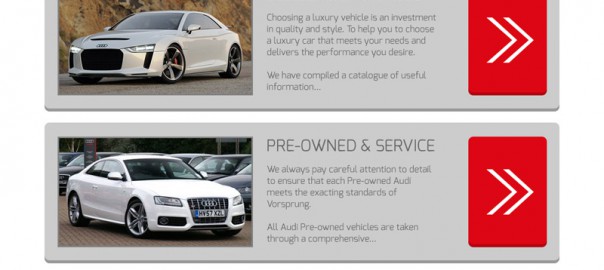 Choosing a luxury vehicle is an investment
in quality and style. To help you to choose
a luxury car that meets your needs and
delivers the performance you desire.
We have compiled a catalogue of useful
information...
PRE-OWNED & SERVICE
We always pay careful attention to detail
to ensure that each Pre-owned Audi
meets the exacting standards of
Vorsprung.
All Audi Pre-owned vehicles are taken
through a comprehensive...
HV57 XZL